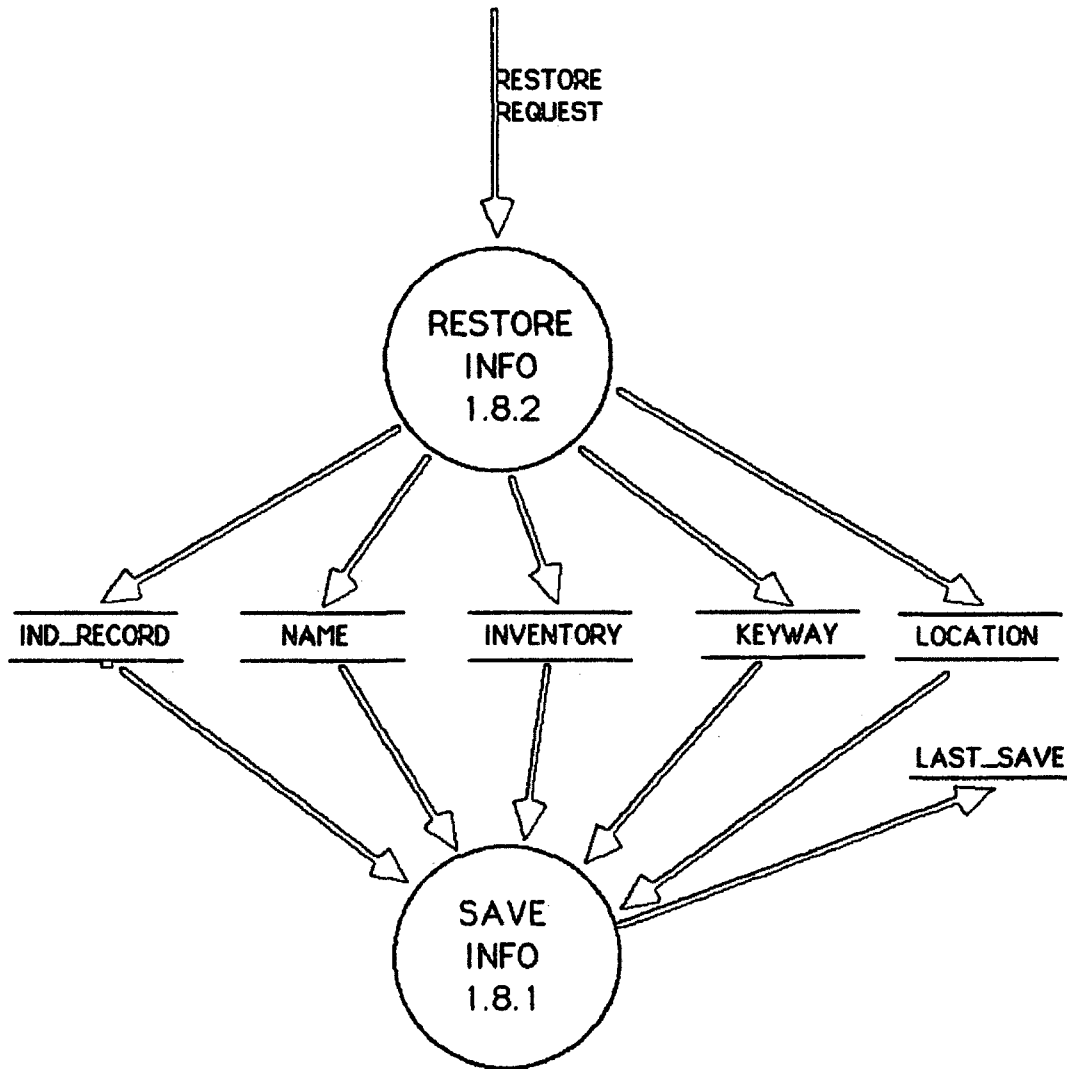 RESTORE
REQUEST
RESTORE
INFO
1.8.2
IND_RECORD
NAME
INVENTORY
KEYWAY
LOCATION
LAST_SAVE
SAVE
INFO
1.8.1